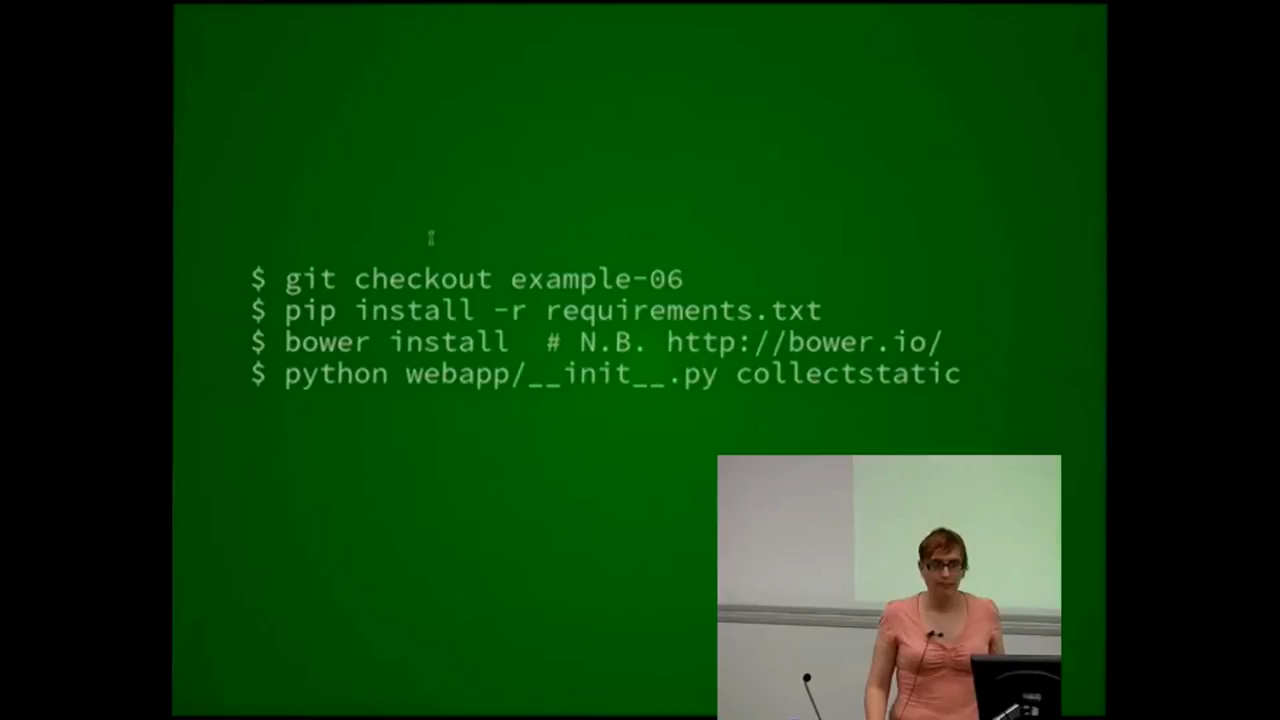 $ git checkout example-06
$ pip install -r requirements.txt
$ bower install  # N.B. http://bower.io/
$ python webapp/__init__.py collectstatic